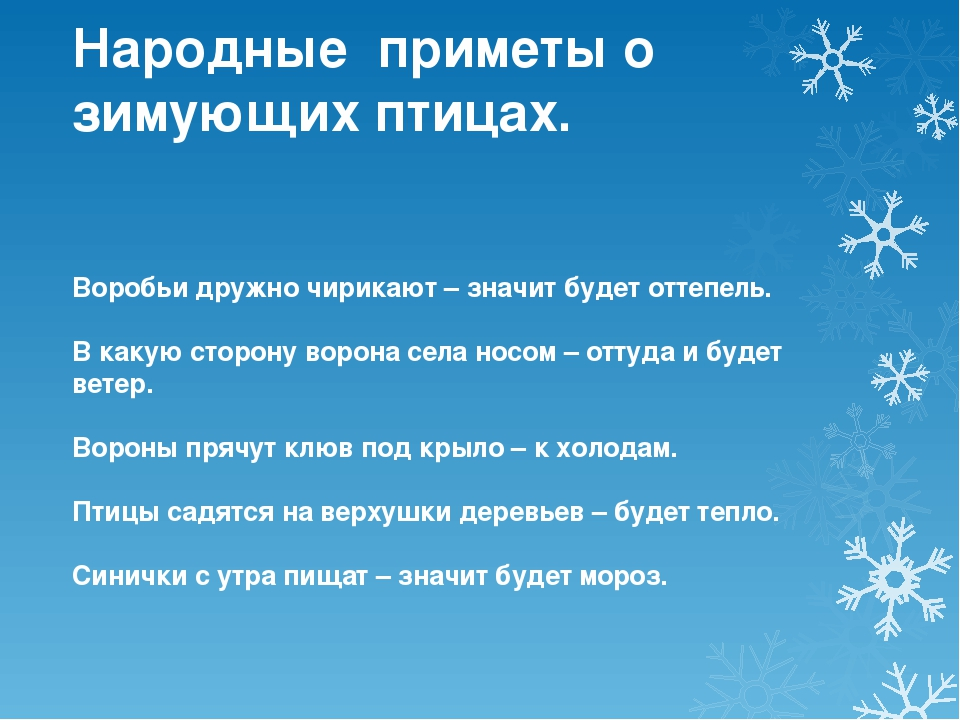 Народные приметы о
зимующих птицах.
Воробьи дружно чирикают – значит будет оттепель.
В какую сторону ворона села носом – оттуда и будет
ветер.
Вороны прячут клюв под крыло – к холодам.
Птицы садятся на верхушки деревьев – будет тепло.
Синички с утра пищат – значит будет мороз.